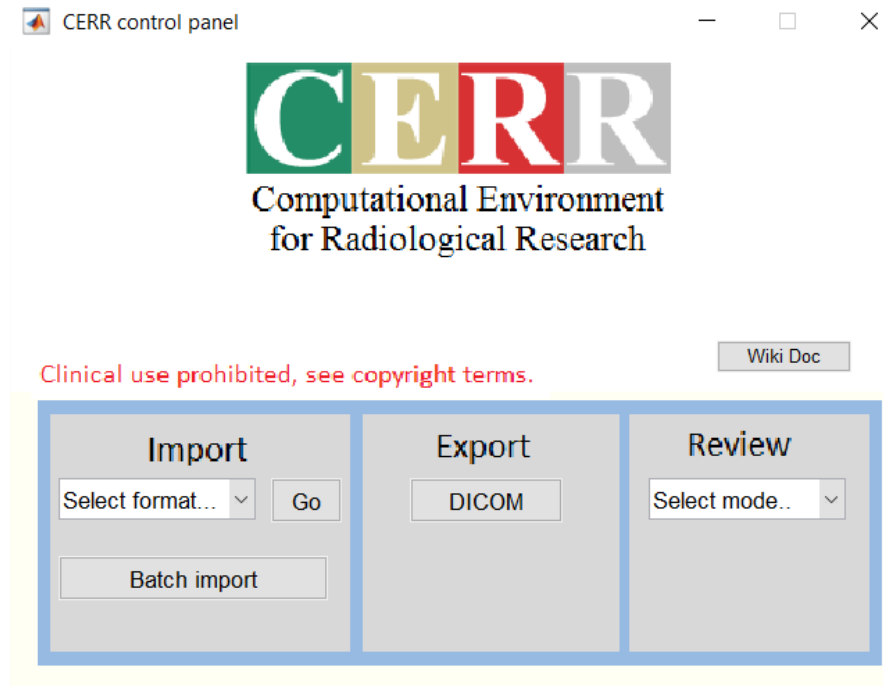 CERR control panel
CERR
Computational Environment
for Radiological Research
Wiki Doc
Clinical use prohibited, see copyright terms.
Import
Select format...
Go
Batch import
Export
DICOM
Review
Select mode..